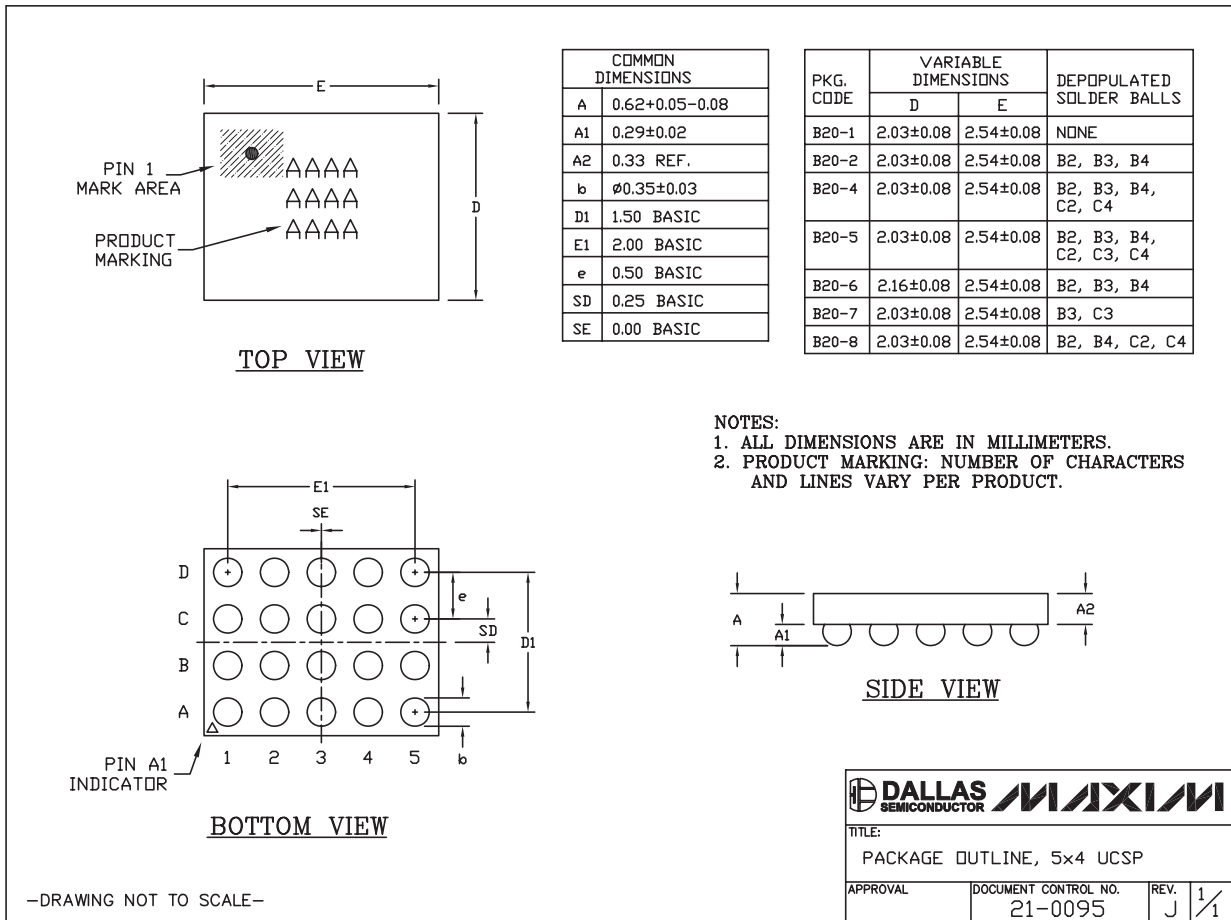 E
PIN 1
MARK AREA
AAAA
AAAA
AAAA
D
PRODUCT
MARKING
TOP VIEW
COMMON
DIMENSIONS
A 0.62+0.05-0.08
A1 0.29±0.02
A2 0.33 REF.
b ø0.35±0.03
D1 1.50 BASIC
E1 2.00 BASIC
e 0.50 BASIC
SD 0.25 BASIC
SE 0.00 BASIC
PKG. CODE
VARIABLE DIMENSIONS
D E
DEPOPULATED SOLDER BALLS
B20-1 2.03±0.08 2.54±0.08 NONE
B20-2 2.03±0.08 2.54±0.08 B2, B3, B4
B20-4 2.03±0.08 2.54±0.08 B2, B3, B4,
C2, C4
B20-5 2.03±0.08 2.54±0.08 B2, B3, B4,
C2, C3, C4
B20-6 2.16±0.08 2.54±0.08 B2, B3, B4
B20-7 2.03±0.08 2.54±0.08 B3, C3
B20-8 2.03±0.08 2.54±0.08 B2, B4, C2, C4
NOTES:
1. ALL DIMENSIONS ARE IN MILLIMETERS.
2. PRODUCT MARKING: NUMBER OF CHARACTERS
AND LINES VARY PER PRODUCT.
E1
SE
D
e
C
SD
D1
B
A
1 2 3 4 5 b
PIN A1
INDICATOR
BOTTOM VIEW
A
A1
A2
SIDE VIEW
DALLAS
SEMICONDUCTOR
MAXIM
TITLE:
PACKAGE OUTLINE, 5x4 UCSP
APPROVAL
DOCUMENT CONTROL NO.
21-0095
REV.
J
1/1
-DRAWING NOT TO SCALE-